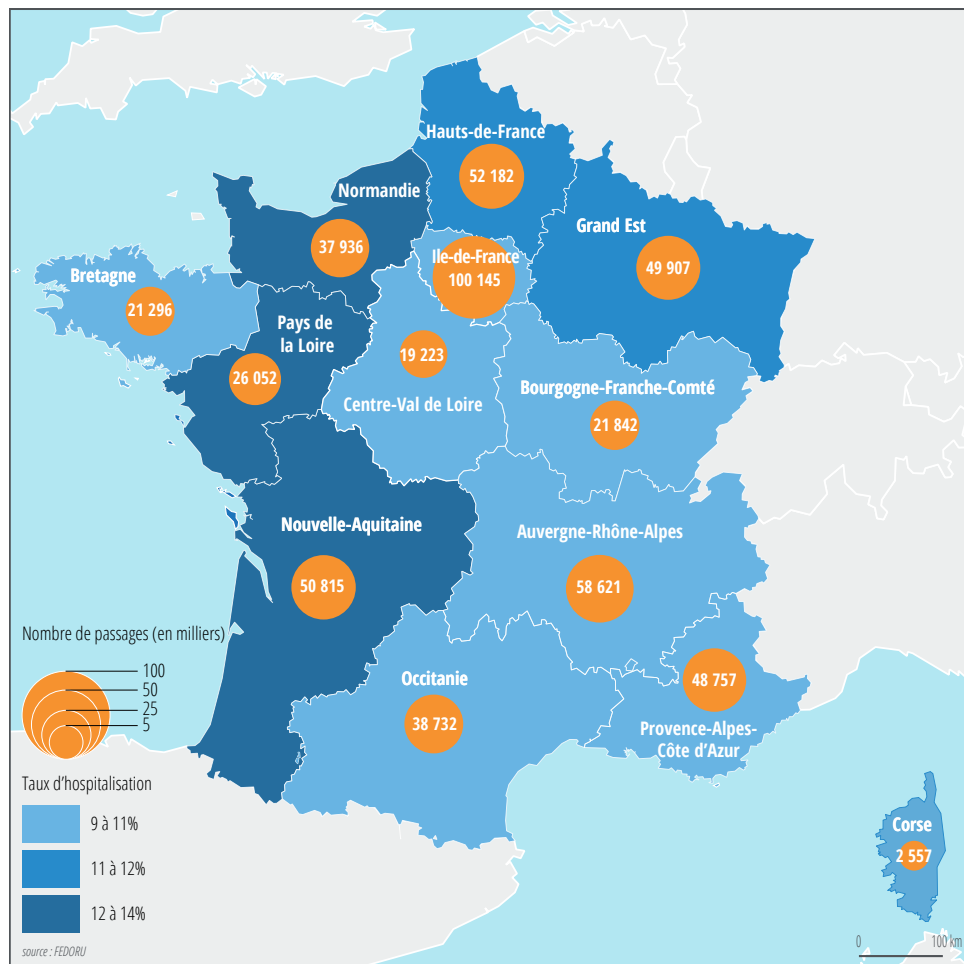 Hauts-de-France
52 182
Normandie
37 936
Grand Est
49 907
Ile-de-France
100 145
Bretagne
21 296
Pays de
la Loire
26 052
19 223
Centre-Val de Loire
Bourgogne-Franche-Comté
21 842
Nouvelle-Aquitaine
50 815
Auvergne-Rhône-Alpes
58 621
Occitanie
38 732
48 757
Provence-Alpes-
Côte d'Azur
Corse
2 557
Nombre de passages (en milliers)
100
50
25
5
Taux d'hospitalisation
9 à 11%
11 à 12%
12 à 14%
source : FEDORU
0 100 km